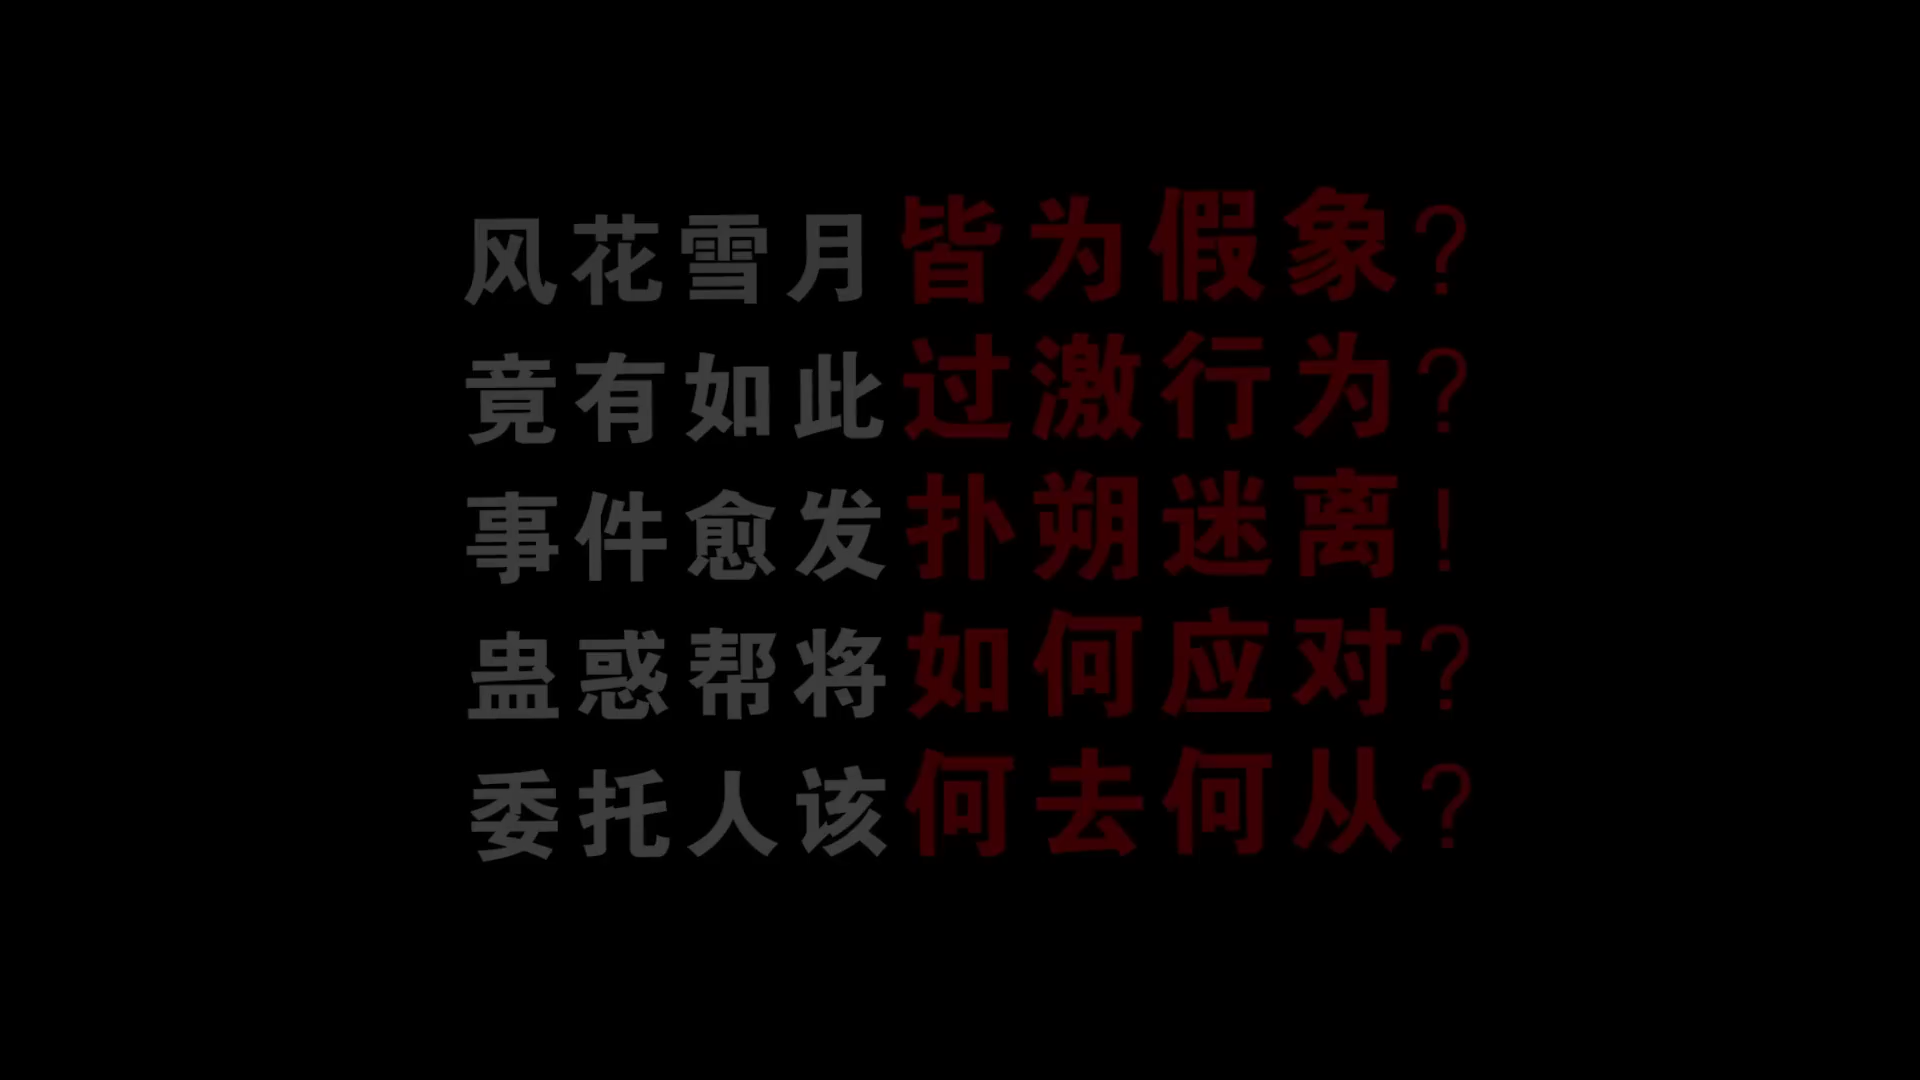 风花雪月皆为假象?
竟有如此过激行为?
事件愈发扑朔迷离!
蛊惑帮将如何应对?
委托人该何去何从?